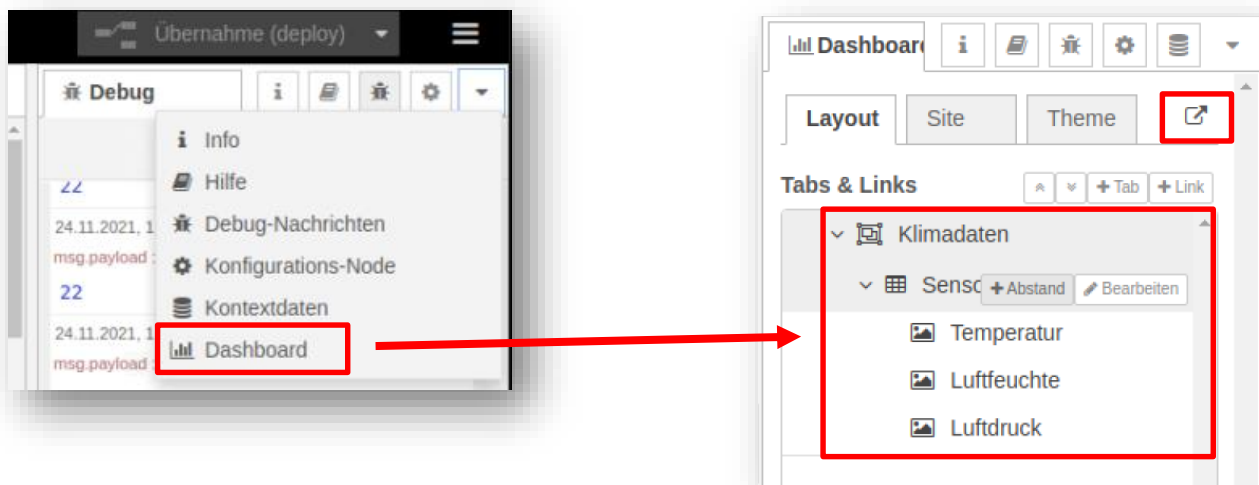 Übernahme (deploy)
Debug
Info
Hilfe
22
24.11.2021, 1
Debug-Nachrichten
msg.payload :
Konfigurations-Node
22
Kontextdaten
24.11.2021, 1
Dashboard
msg.payload :
Dashboar
Layout Site Theme
Tabs & Links + Tab + Link
Klimadaten
Senso + Abstand Bearbeiten
Temperatur
Luftfeuchte
Luftdruck